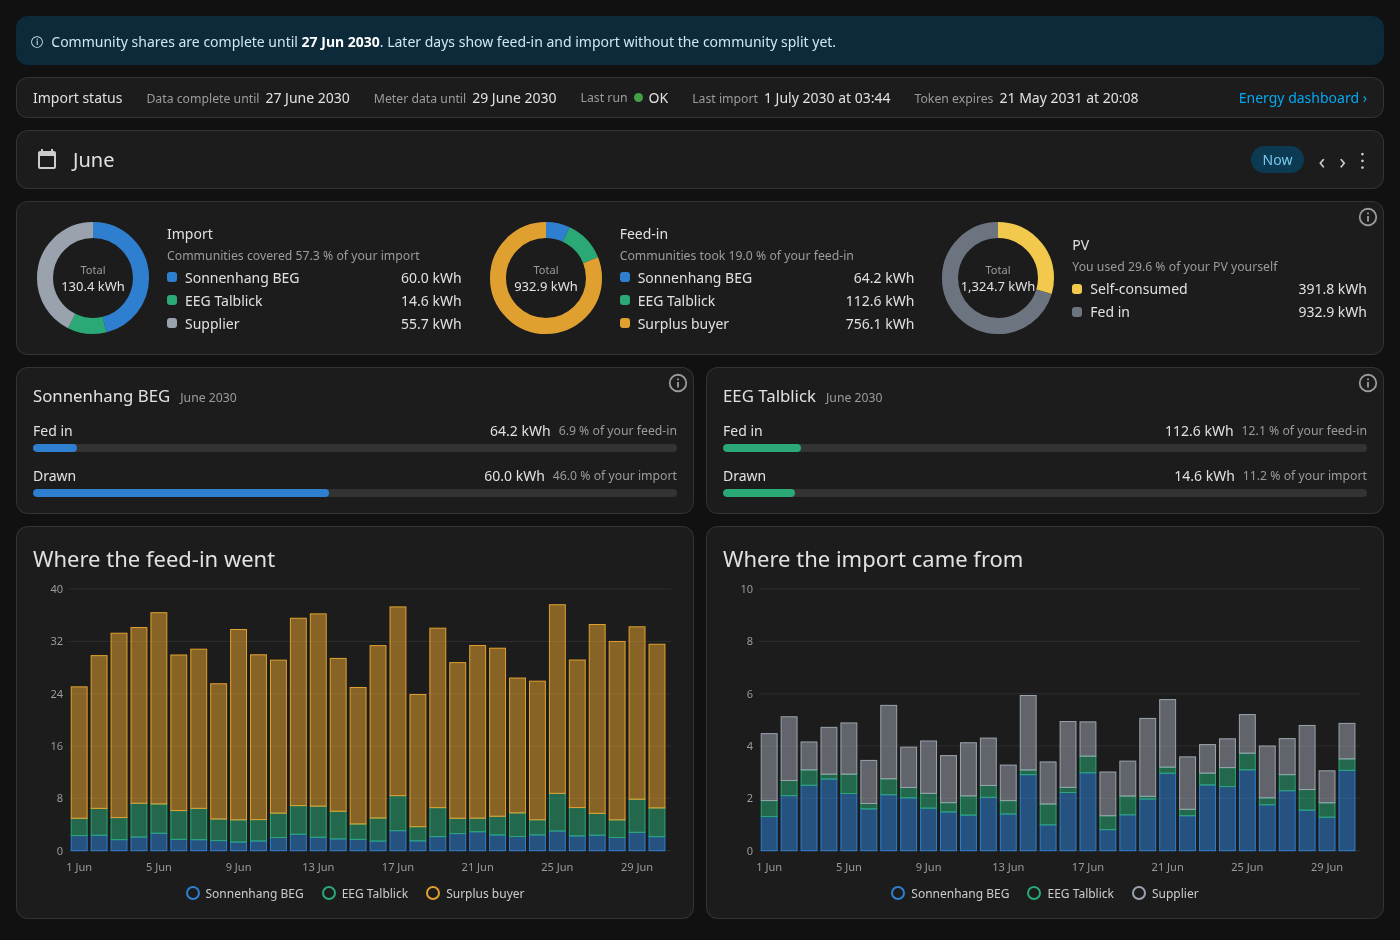 Community shares are complete until 27 Jun 2030. Later days show feed-in and import without the community split yet.
Import status Data complete until 27 June 2030 Meter data until 29 June 2030 Last run OK Last import 1 July 2030 at 03:44 Token expires 21 May 2031 at 20:08 Energy dashboard ›
June Now ‹ › ⋮
Total
130.4 kWh
Import
Communities covered 57.3 % of your import
Sonnenhang BEG 60.0 kWh
EEG Talblick 14.6 kWh
Supplier 55.7 kWh
Total
932.9 kWh
Feed-in
Communities took 19.0 % of your feed-in
Sonnenhang BEG 64.2 kWh
EEG Talblick 112.6 kWh
Surplus buyer 756.1 kWh
Total
1,324.7 kWh
PV
You used 29.6 % of your PV yourself
Self-consumed 391.8 kWh
Fed in 932.9 kWh
Sonnenhang BEG June 2030
Fed in 64.2 kWh 6.9 % of your feed-in
Drawn 60.0 kWh 46.0 % of your import
EEG Talblick June 2030
Fed in 112.6 kWh 12.1 % of your feed-in
Drawn 14.6 kWh 11.2 % of your import
Where the feed-in went
40
32
24
16
8
0
1 Jun 5 Jun 9 Jun 13 Jun 17 Jun 21 Jun 25 Jun 29 Jun
Sonnenhang BEG EEG Talblick Surplus buyer
Where the import came from
10
8
6
4
2
0
1 Jun 5 Jun 9 Jun 13 Jun 17 Jun 21 Jun 25 Jun 29 Jun
Sonnenhang BEG EEG Talblick Supplier